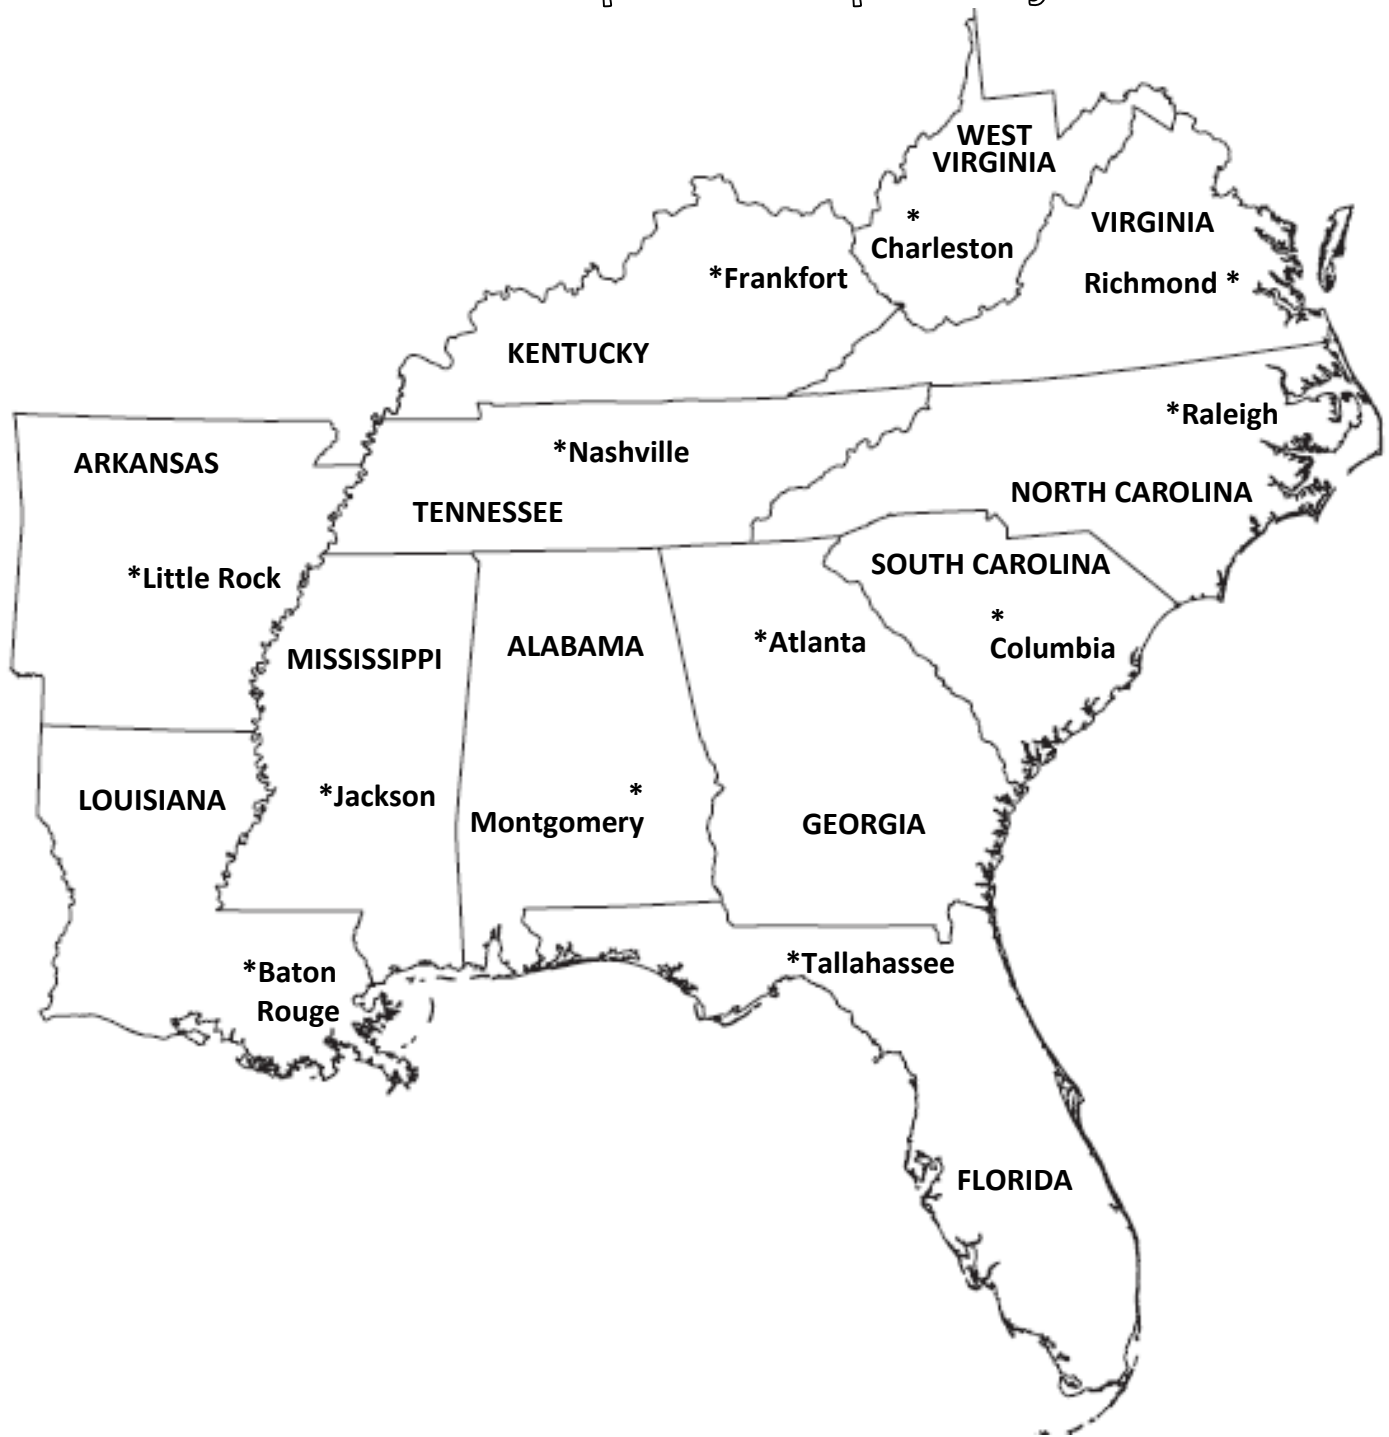 WEST
VIRGINIA
*
Charleston
VIRGINIA
Richmond *
*Frankfort
KENTUCKY
*Raleigh
NORTH CAROLINA
*Nashville
TENNESSEE
ARKANSAS
*Little Rock
SOUTH CAROLINA
*
Columbia
MISSISSIPPI
*Jackson
ALABAMA
*
Montgomery
*Atlanta
GEORGIA
LOUISIANA
*Baton
Rouge
*Tallahassee
FLORIDA